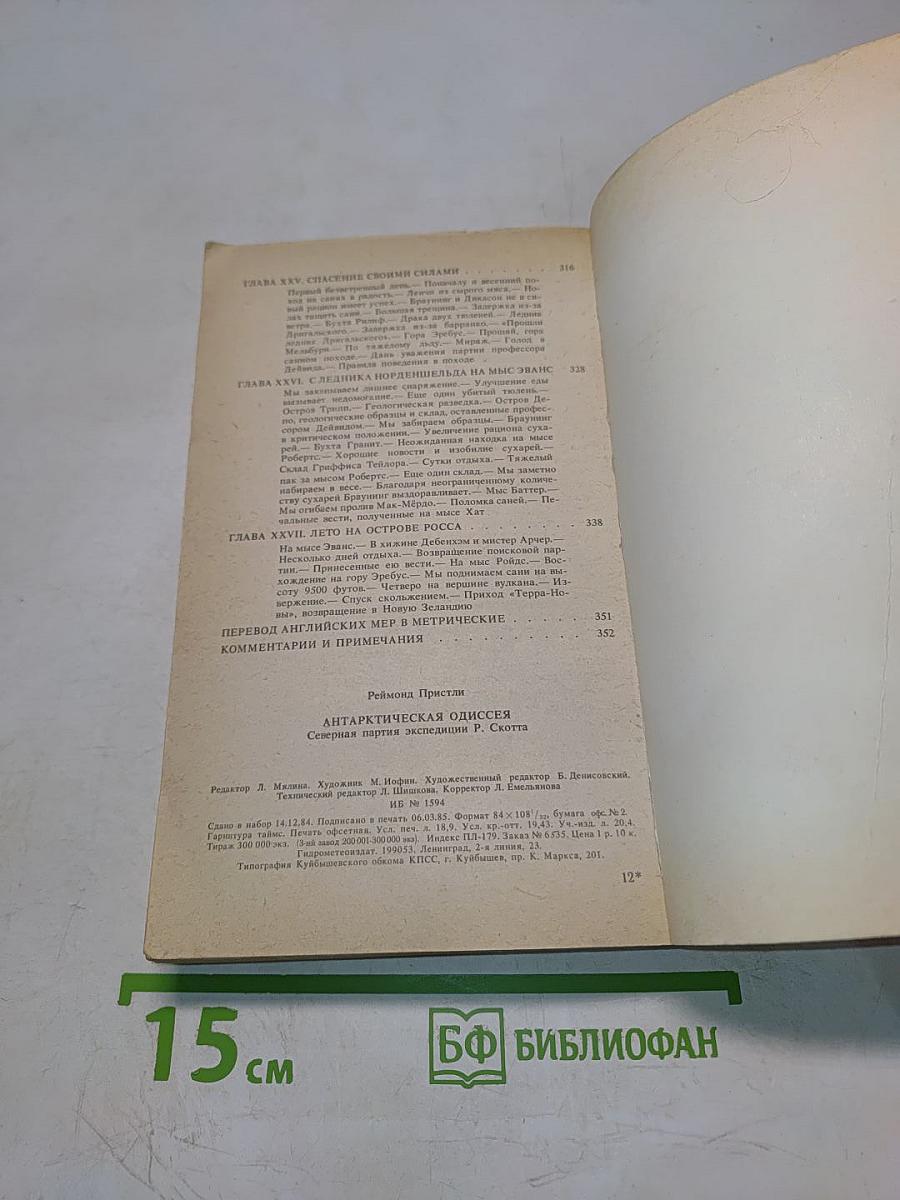 ГЛАВА XXV. СПАСЕНИЕ СВОИМИ СИЛАМИ . . . . . . . 316
Первый безветренный день.— Поначалу и весенний по-
ход на санях в радость.— Ленчи из сырого мяса.— Но-
вый рацион имеет успех.— Браунинг и Дикасон не в си-
лах тащить сани.— Большая трещина.— Задержка из-за
ветра.— Бухта Рилиф.— Драка двух тюленей.— Ледник
Дригальского.— Задержка из-за барранко.— «Прошли
ледник Дригальского».— Гора Эребус.— Прощай, гора
Мельбурн.— По тяжелому льду.— Мираж.— Голод в
санном походе.— Дань уважения партии профессора
Дейвида.— Правила поведения в походе
ГЛАВА XXVI. С ЛЕДНИКА НОРДЕНШЕЛЬДА НА МЫС ЭВАНС 328
Мы закапываем лишнее снаряжение.— Улучшение еды
вызывает недомогание.— Еще один убитый тюлень.—
Остров Трипп.— Геологическая разведка.— Остров Де-
по, геологические образцы и склад, оставленные профес-
сором Дейвидом.— Мы забираем образцы.— Браунинг
в критическом положении.— Увеличение рациона суха-
рей.— Бухта Гранит.— Неожиданная находка на мысе
Робертс.— Хорошие новости и изобилие сухарей.—
Склад Гриффиса Тейлора.— Сутки отдыха.— Тяжелый
пак за мысом Робертс.— Еще один склад.— Мы заметно
набираем в весе.— Благодаря неограниченному количе-
ству сухарей Браунинг выздоравливает.— Мыс Баттер.—
Мы огибаем пролив Мак-Мёрдо.— Поломка саней.— Пе-
чальные вести, полученные на мысе Хат
ГЛАВА XXVII. ЛЕТО НА ОСТРОВЕ РОССА . . . . . . . . 338
На мысе Эванс.— В хижине Дебенхэм и мистер Арчер.—
Несколько дней отдыха.— Возвращение поисковой пар-
тии.— Принесенные ею вести.— На мыс Ройдс.— Вос-
хождение на гору Эребус.— Мы поднимаем сани на вы-
соту 9500 футов.— Четверо на вершине вулкана.— Из-
вержение.— Спуск скольжением.— Приход «Терра-Но-
вы», возвращение в Новую Зеландию
ПЕРЕВОД АНГЛИЙСКИХ МЕР В МЕТРИЧЕСКИЕ . . . . . 351
КОММЕНТАРИИ И ПРИМЕЧАНИЯ . . . . . . . . . . 352
Реймонд Пристли
АНТАРКТИЧЕСКАЯ ОДИССЕЯ
Северная партия экспедиции Р. Скотта
Редактор Л. Мялина. Художник М. Иофин. Художественный редактор Б. Денисовский.
Технический редактор Л. Шишкова. Корректор Л. Емельянова
ИБ № 1594
Сдано в набор 14.12.84. Подписано в печать 06.03.85. Формат 84×108¹/₃₂, бумага офс. № 2.
Гарнитура таймс. Печать офсетная. Усл. печ. л. 18,9. Усл. кр.-отт. 19,43. Уч.-изд. л. 20,4.
Тираж 300 000 экз. (3-ий завод 200 001-300 000 экз). Индекс ПЛ-179. Заказ № 6535. Цена 1 р. 10 к.
Гидрометеоиздат. 199053. Ленинград, 2-я линия, 23.
Типография Куйбышевского обкома КПСС, г. Куйбышев, пр. К. Маркса, 201.
12*
15 см
БФ БИБЛИОФАН